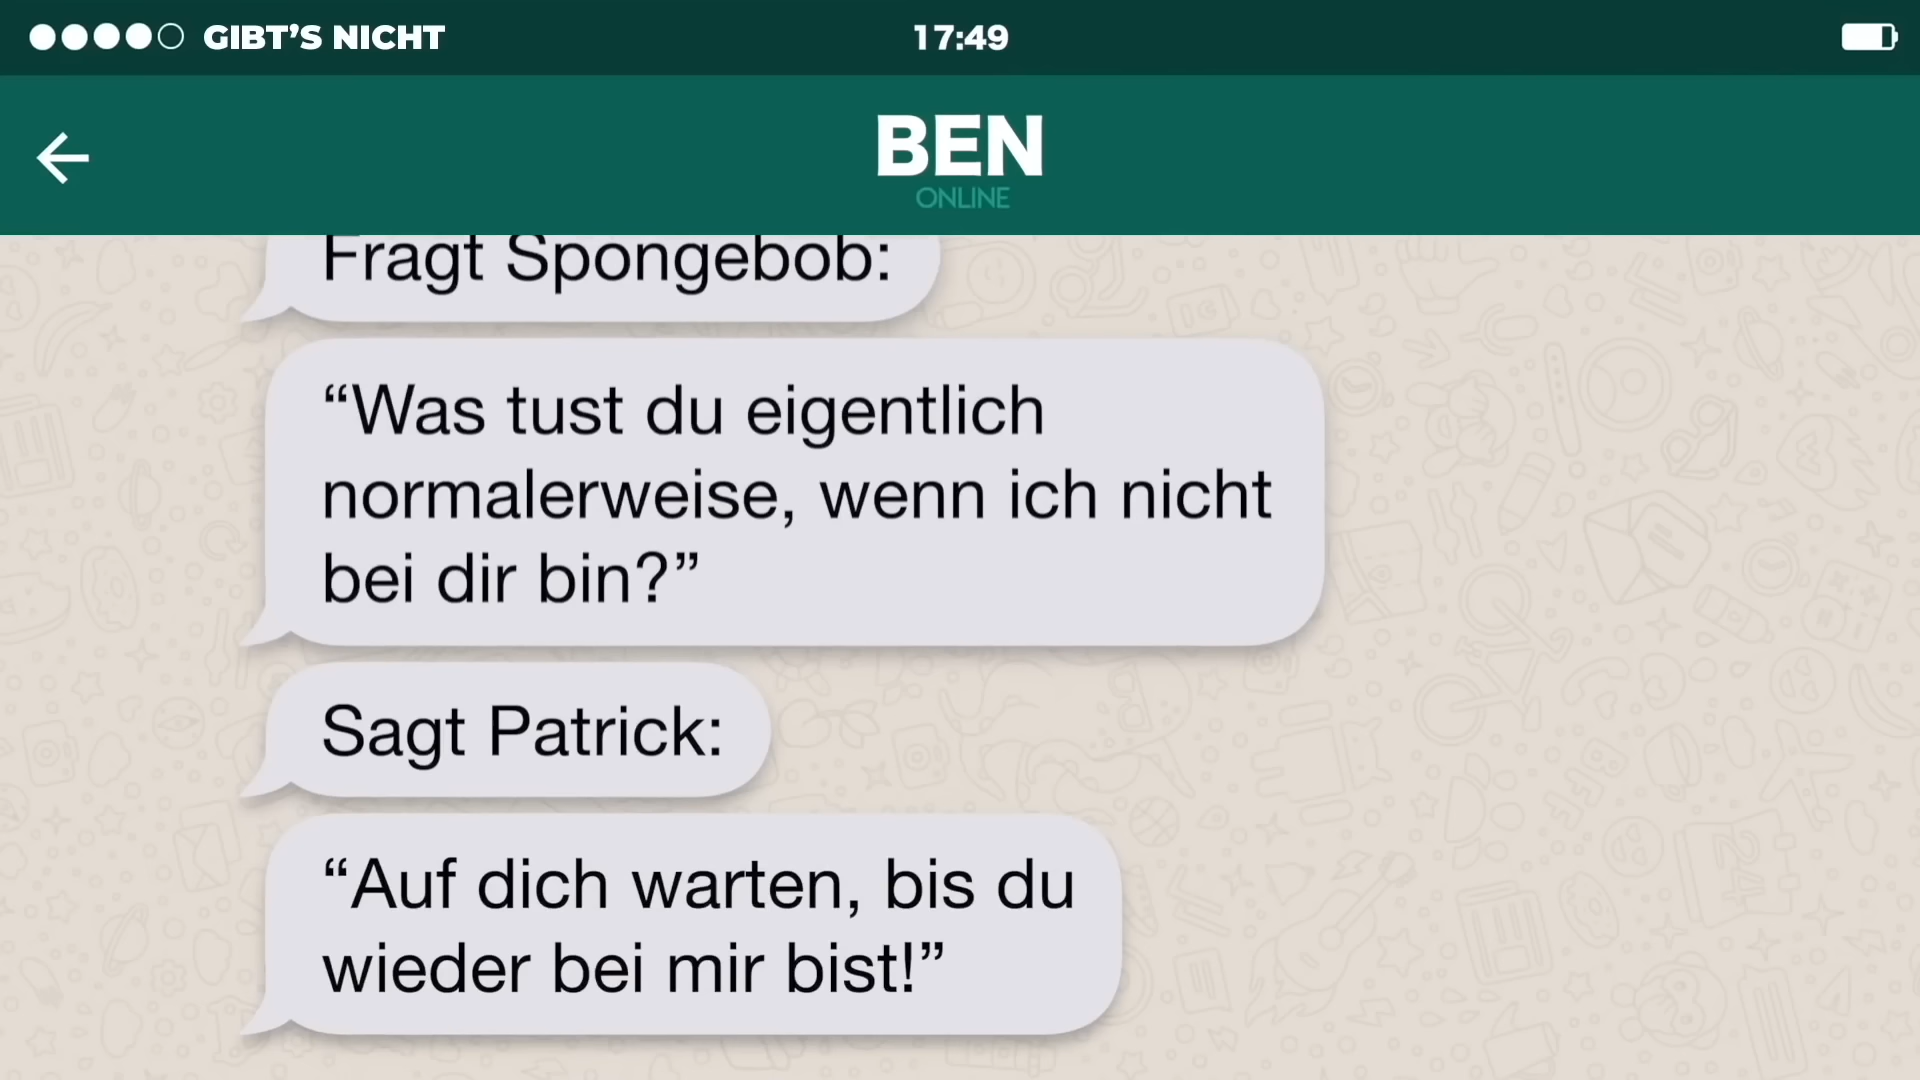 GIBT’S NICHT
17:49
BEN
ONLINE
Fragt Spongebob:
“Was tust du eigentlich
normalerweise, wenn ich nicht
bei dir bin?”
Sagt Patrick:
“Auf dich warten, bis du
wieder bei mir bist!”